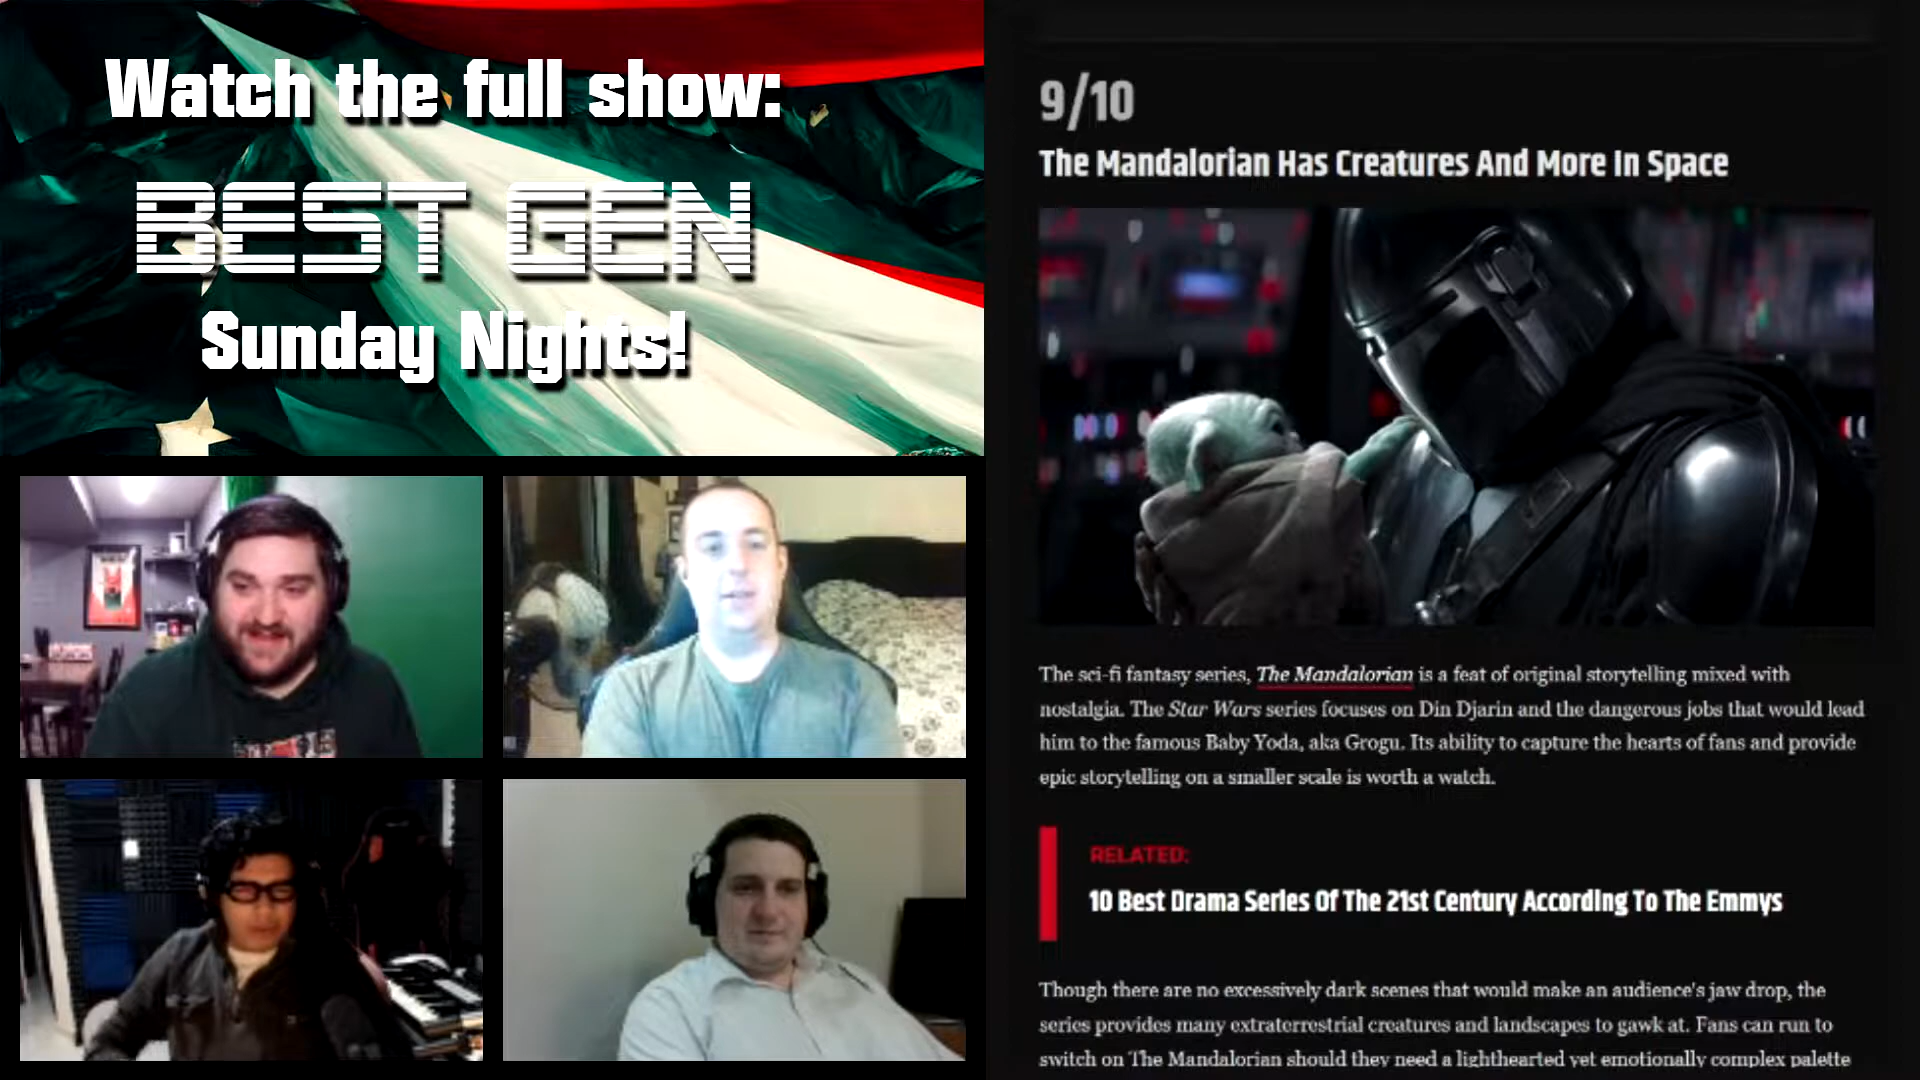 Watch the full show:
BEST GEN
Sunday Nights!
9/10
The Mandalorian Has Creatures And More In Space
The sci-fi fantasy series, The Mandalorian is a feat of original storytelling mixed with
nostalgia. The Star Wars series focuses on Din Djarin and the dangerous jobs that would lead
him to the famous Baby Yoda, aka Grogu. Its ability to capture the hearts of fans and provide
epic storytelling on a smaller scale is worth a watch.
RELATED:
10 Best Drama Series Of The 21st Century According To The Emmys
Though there are no excessively dark scenes that would make an audience's jaw drop, the
series provides many extraterrestrial creatures and landscapes to gawk at. Fans can run to
switch on The Mandalorian should they need a lighthearted yet emotionally complex palette